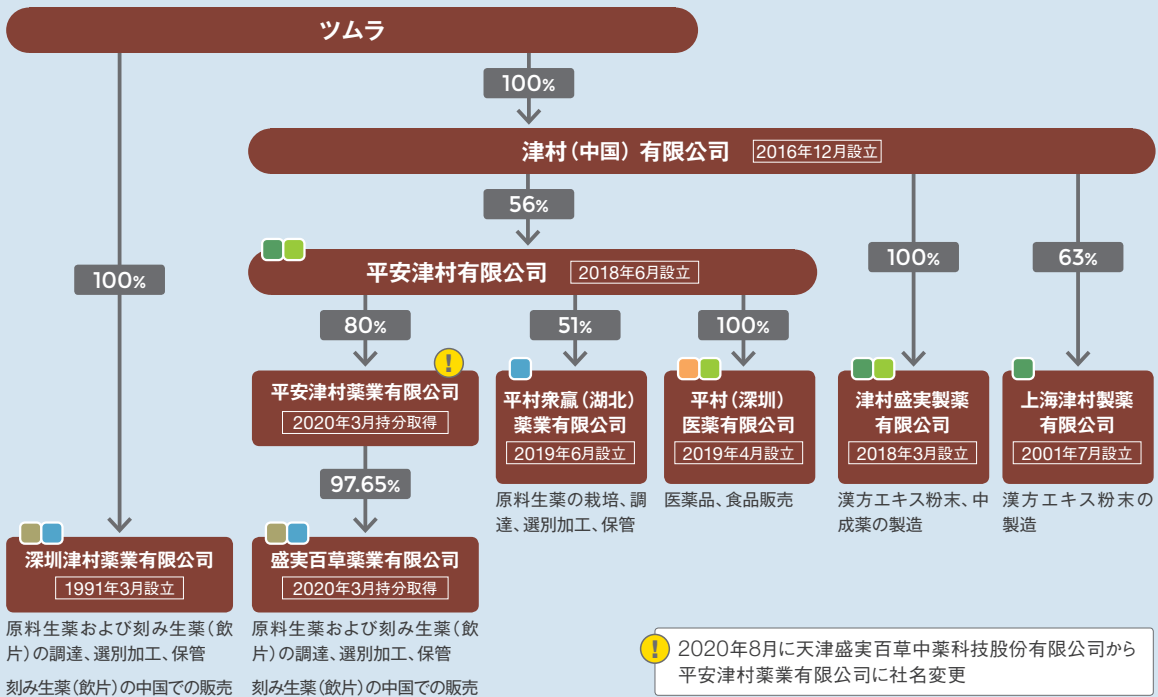 ツムラ
100%
津村（中国）有限公司 2016年12月設立
56%
平安津村有限公司 2018年6月設立
100%
100%
63%
80%
51%
100%
!
平安津村薬業有限公司
2020年3月持分取得
平村衆贏（湖北）
薬業有限公司
2019年6月設立
原料生薬の栽培、調
達、選別加工、保管
平村（深圳）
医薬有限公司
2019年4月設立
医薬品、食品販売
津村盛実製薬
有限公司
2018年3月設立
漢方エキス粉末、中
成薬の製造
上海津村製薬
有限公司
2001年7月設立
漢方エキス粉末の
製造
97.65%
深圳津村薬業有限公司
1991年3月設立
原料生薬および刻み生薬（飲
片）の調達、選別加工、保管
刻み生薬（飲片）の中国での販売
盛実百草薬業有限公司
2020年3月持分取得
原料生薬および刻み生薬（飲
片）の調達、選別加工、保管
刻み生薬（飲片）の中国での販売
! 2020年8月に天津盛実百草中薬科技股份有限公司から
平安津村薬業有限公司に社名変更